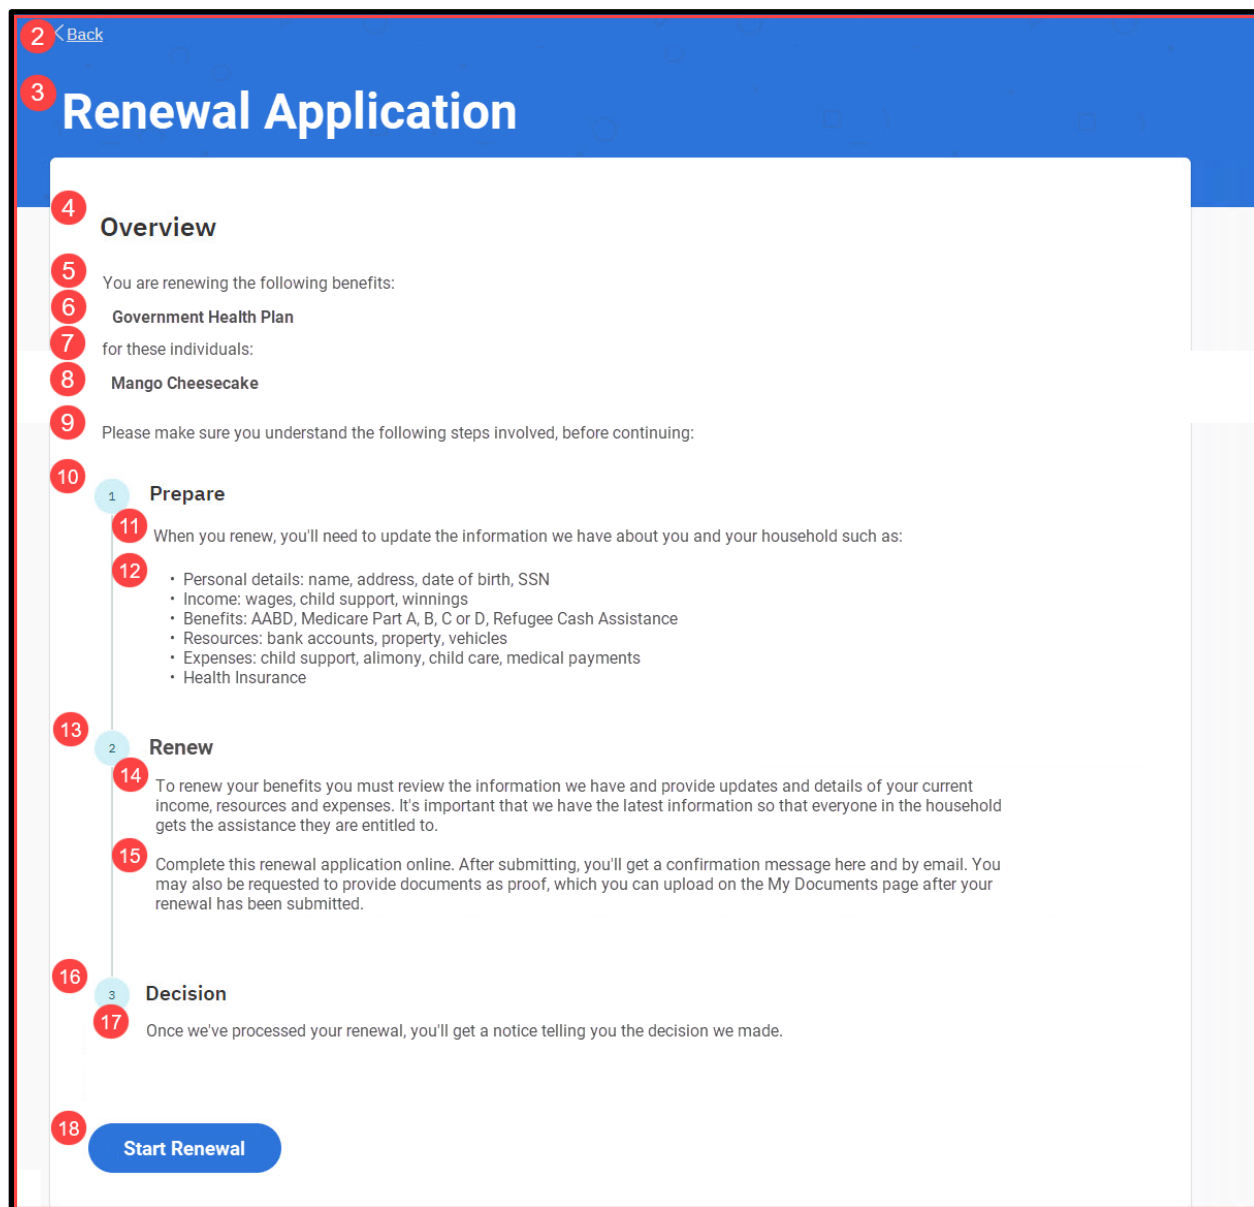 2 Back
3 Renewal Application
4 Overview
5 You are renewing the following benefits:
6 Government Health Plan
7 for these individuals:
8 Mango Cheesecake
9 Please make sure you understand the following steps involved, before continuing:
10 1 Prepare
11 When you renew, you'll need to update the information we have about you and your household such as:
12 • Personal details: name, address, date of birth, SSN
• Income: wages, child support, winnings
• Benefits: AABD, Medicare Part A, B, C or D, Refugee Cash Assistance
• Resources: bank accounts, property, vehicles
• Expenses: child support, alimony, child care, medical payments
• Health Insurance
13 2 Renew
14 To renew your benefits you must review the information we have and provide updates and details of your current
income, resources and expenses. It's important that we have the latest information so that everyone in the household
gets the assistance they are entitled to.
15 Complete this renewal application online. After submitting, you'll get a confirmation message here and by email. You
may also be requested to provide documents as proof, which you can upload on the My Documents page after your
renewal has been submitted.
16 3 Decision
17 Once we've processed your renewal, you'll get a notice telling you the decision we made.
18 Start Renewal